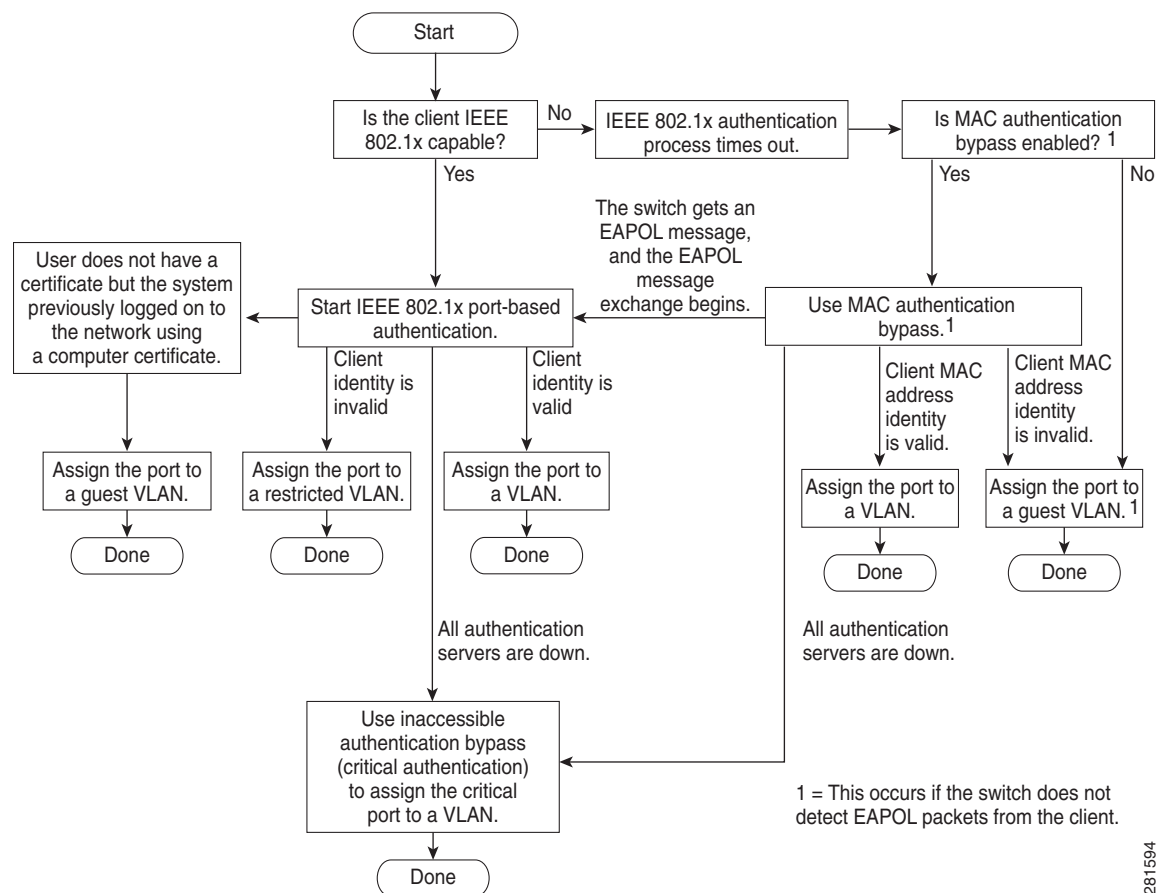 Start
Is the client IEEE
802.1x capable?
No
IEEE 802.1x authentication
process times out.
Is MAC authentication
bypass enabled? 1
Yes
Yes
No
The switch gets an
EAPOL message,
and the EAPOL
message
exchange begins.
User does not have a
certificate but the system
previously logged on to
the network using
a computer certificate.
Start IEEE 802.1x port-based
authentication.
Use MAC authentication
bypass.1
Client
identity is
invalid
Client
identity is
valid
Client MAC
address
identity
is valid.
Client MAC
address
identity
is invalid.
Assign the port to
a guest VLAN.
Assign the port to
a restricted VLAN.
Assign the port to
a VLAN.
Assign the port to
a VLAN.
Assign the port to
a guest VLAN.1
Done
Done
Done
Done
Done
All authentication
servers are down.
All authentication
servers are down.
Use inaccessible
authentication bypass
(critical authentication)
to assign the critical
port to a VLAN.
1 = This occurs if the switch does not
detect EAPOL packets from the client.
Done
281594